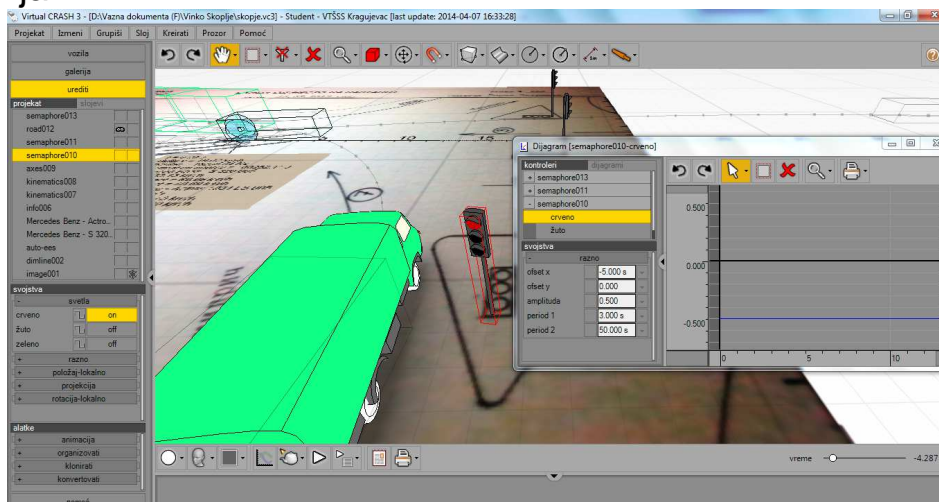 Virtual CRASH 3 - [D:\Vazna dokumenta (F)\Vinko Skoplje\skopje.vc3] - Student - VTŠSS Kragujevac [last update: 2014-04-07 16:33:28]
Projekat Izmeni Grupiši Sloj Kreirati Prozor Pomoć
vozila
galerija
urediti
projekat slojevi
semaphore013
road012
semaphore011
semaphore010
axes009
kinematics008
kinematics007
info006
Mercedes Benz - Actro...
Mercedes Benz - S 320...
auto-ees
dimline002
image001
svojstva
- svetla
crveno on
žuto off
zeleno off
+ razno
+ položaj-lokalno
+ projekcija
+ rotacija-lokalno
alatke
+ animacija
+ organizovati
+ klonirati
+ konvertovati
10 15
Dijagram [semaphore010-crveno]
kontroleri dijagrami
+ semaphore013
+ semaphore011
- semaphore010
crveno
žuto
svojstva
- razno
ofset x -5.000 s
ofset y 0.000
amplituda 0.500
period 1 3.000 s
period 2 50.000 s
0.500
0.000
-0.500
0 5 10
vreme -4.287